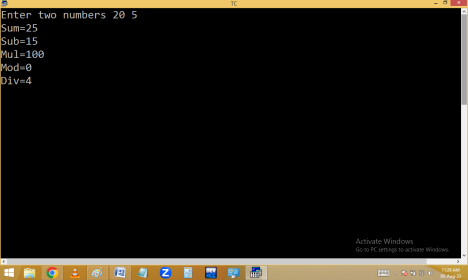 TC
Enter two numbers 20 5
Sum=25
Sub=15
Mul=100
Mod=0
Div=4
Activate Windows
Go to PC settings to activate Windows.